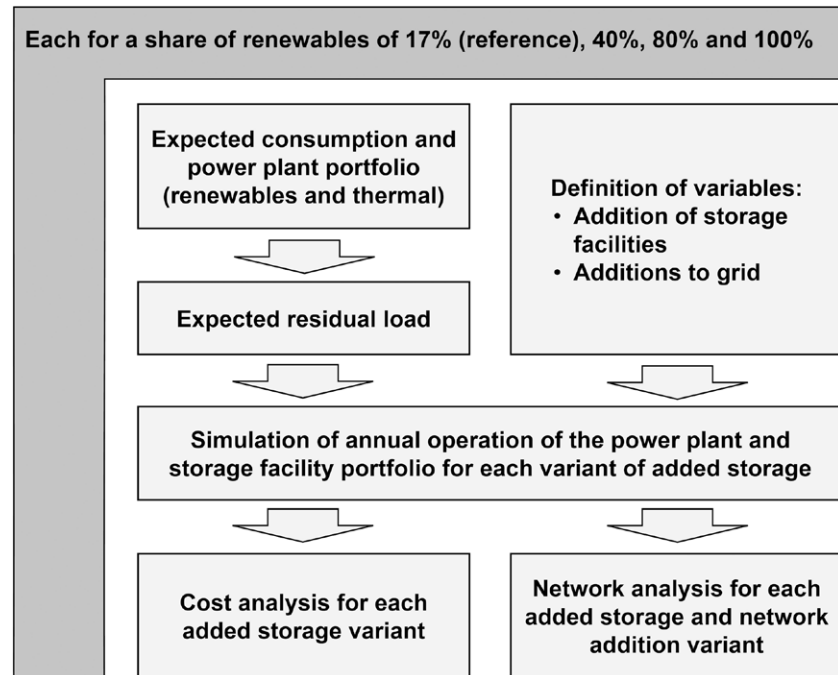 Each for a share of renewables of 17% (reference), 40%, 80% and 100%
Expected consumption and
power plant portfolio
(renewables and thermal)
Definition of variables:
• Addition of storage
facilities
• Additions to grid
Expected residual load
Simulation of annual operation of the power plant and
storage facility portfolio for each variant of added storage
Cost analysis for each
added storage variant
Network analysis for each
added storage and network
addition variant